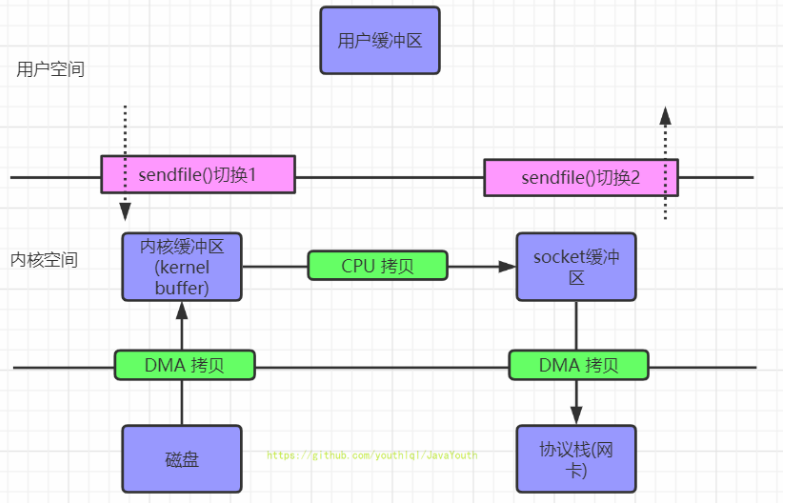 用户缓冲区
用户空间
sendfile()切换1
sendfile()切换2
内核空间
内核缓冲区
(kernel
buffer)
CPU 拷贝
socket缓冲
区
DMA 拷贝
DMA 拷贝
磁盘
https://github.com/youthlql/JavaYouth
协议栈(网
卡)